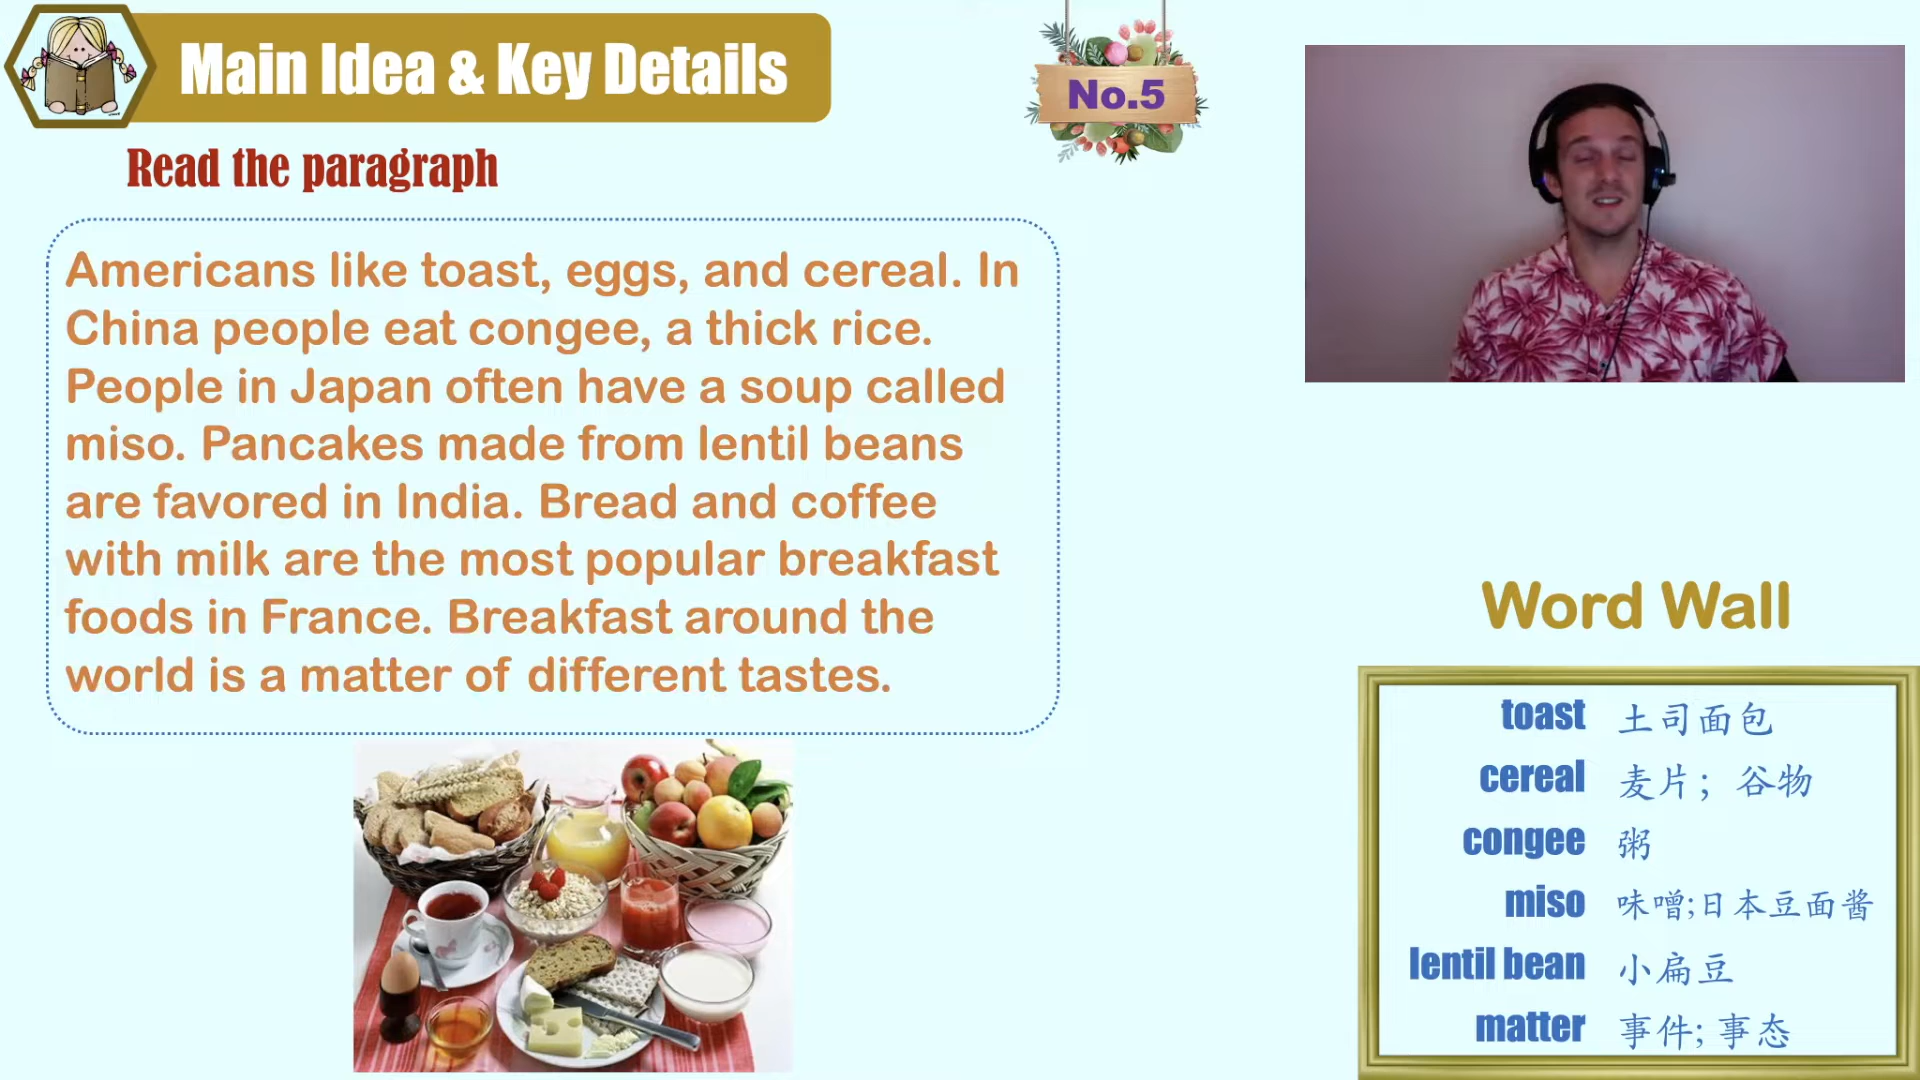 Main Idea & Key Details
No.5
Read the paragraph
Americans like toast, eggs, and cereal. In
China people eat congee, a thick rice.
People in Japan often have a soup called
miso. Pancakes made from lentil beans
are favored in India. Bread and coffee
with milk are the most popular breakfast
foods in France. Breakfast around the
world is a matter of different tastes.
Word Wall
toast 土司面包
cereal 麦片；谷物
congee 粥
miso 味噌;日本豆面酱
lentil bean 小扁豆
matter 事件; 事态